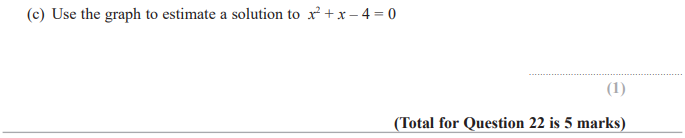 (c) Use the graph to estimate a solution to x² + x – 4 = 0
(1)
(Total for Question 22 is 5 marks)